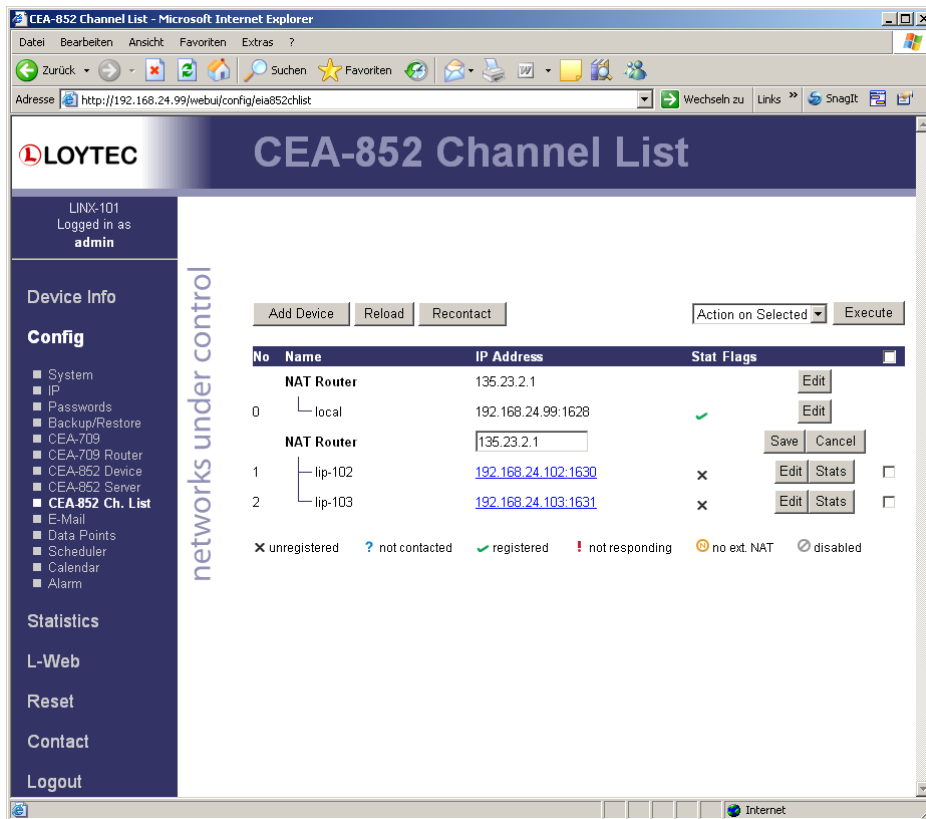 CEA-852 Channel List - Microsoft Internet Explorer
Datei Bearbeiten Ansicht Favoriten Extras ?
Zurück Suchen Favoriten
Adresse http://192.168.24.99/webui/config/eia852chlist Wechseln zu Links » SnagIt
LOYTEC
CEA-852 Channel List
LINX-101
Logged in as
admin
networks under control
Device Info
Config
System
IP
Passwords
Backup/Restore
CEA-709
CEA-709 Router
CEA-852 Device
CEA-852 Server
CEA-852 Ch. List
E-Mail
Data Points
Scheduler
Calendar
Alarm
Statistics
L-Web
Reset
Contact
Logout
Add Device Reload Recontact Action on Selected Execute
No Name IP Address Stat Flags
NAT Router 135.23.2.1 Edit
0 local 192.168.24.99:1628 Edit
NAT Router 135.23.2.1 Save Cancel
1 lip-102 192.168.24.102:1630 Edit Stats
2 lip-103 192.168.24.103:1631 Edit Stats
unregistered ? not contacted registered ! not responding N no ext. NAT disabled
Internet